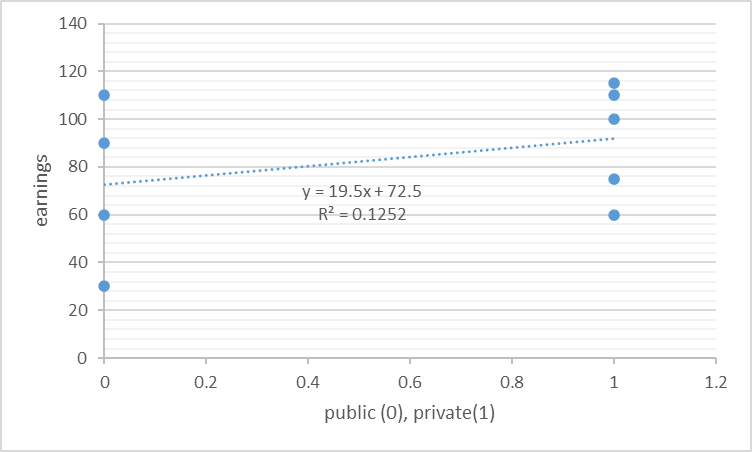 140
120
100
80
60
40
20
0
earnings
y = 19.5x + 72.5
R² = 0.1252
0 0.2 0.4 0.6 0.8 1 1.2
public (0), private(1)